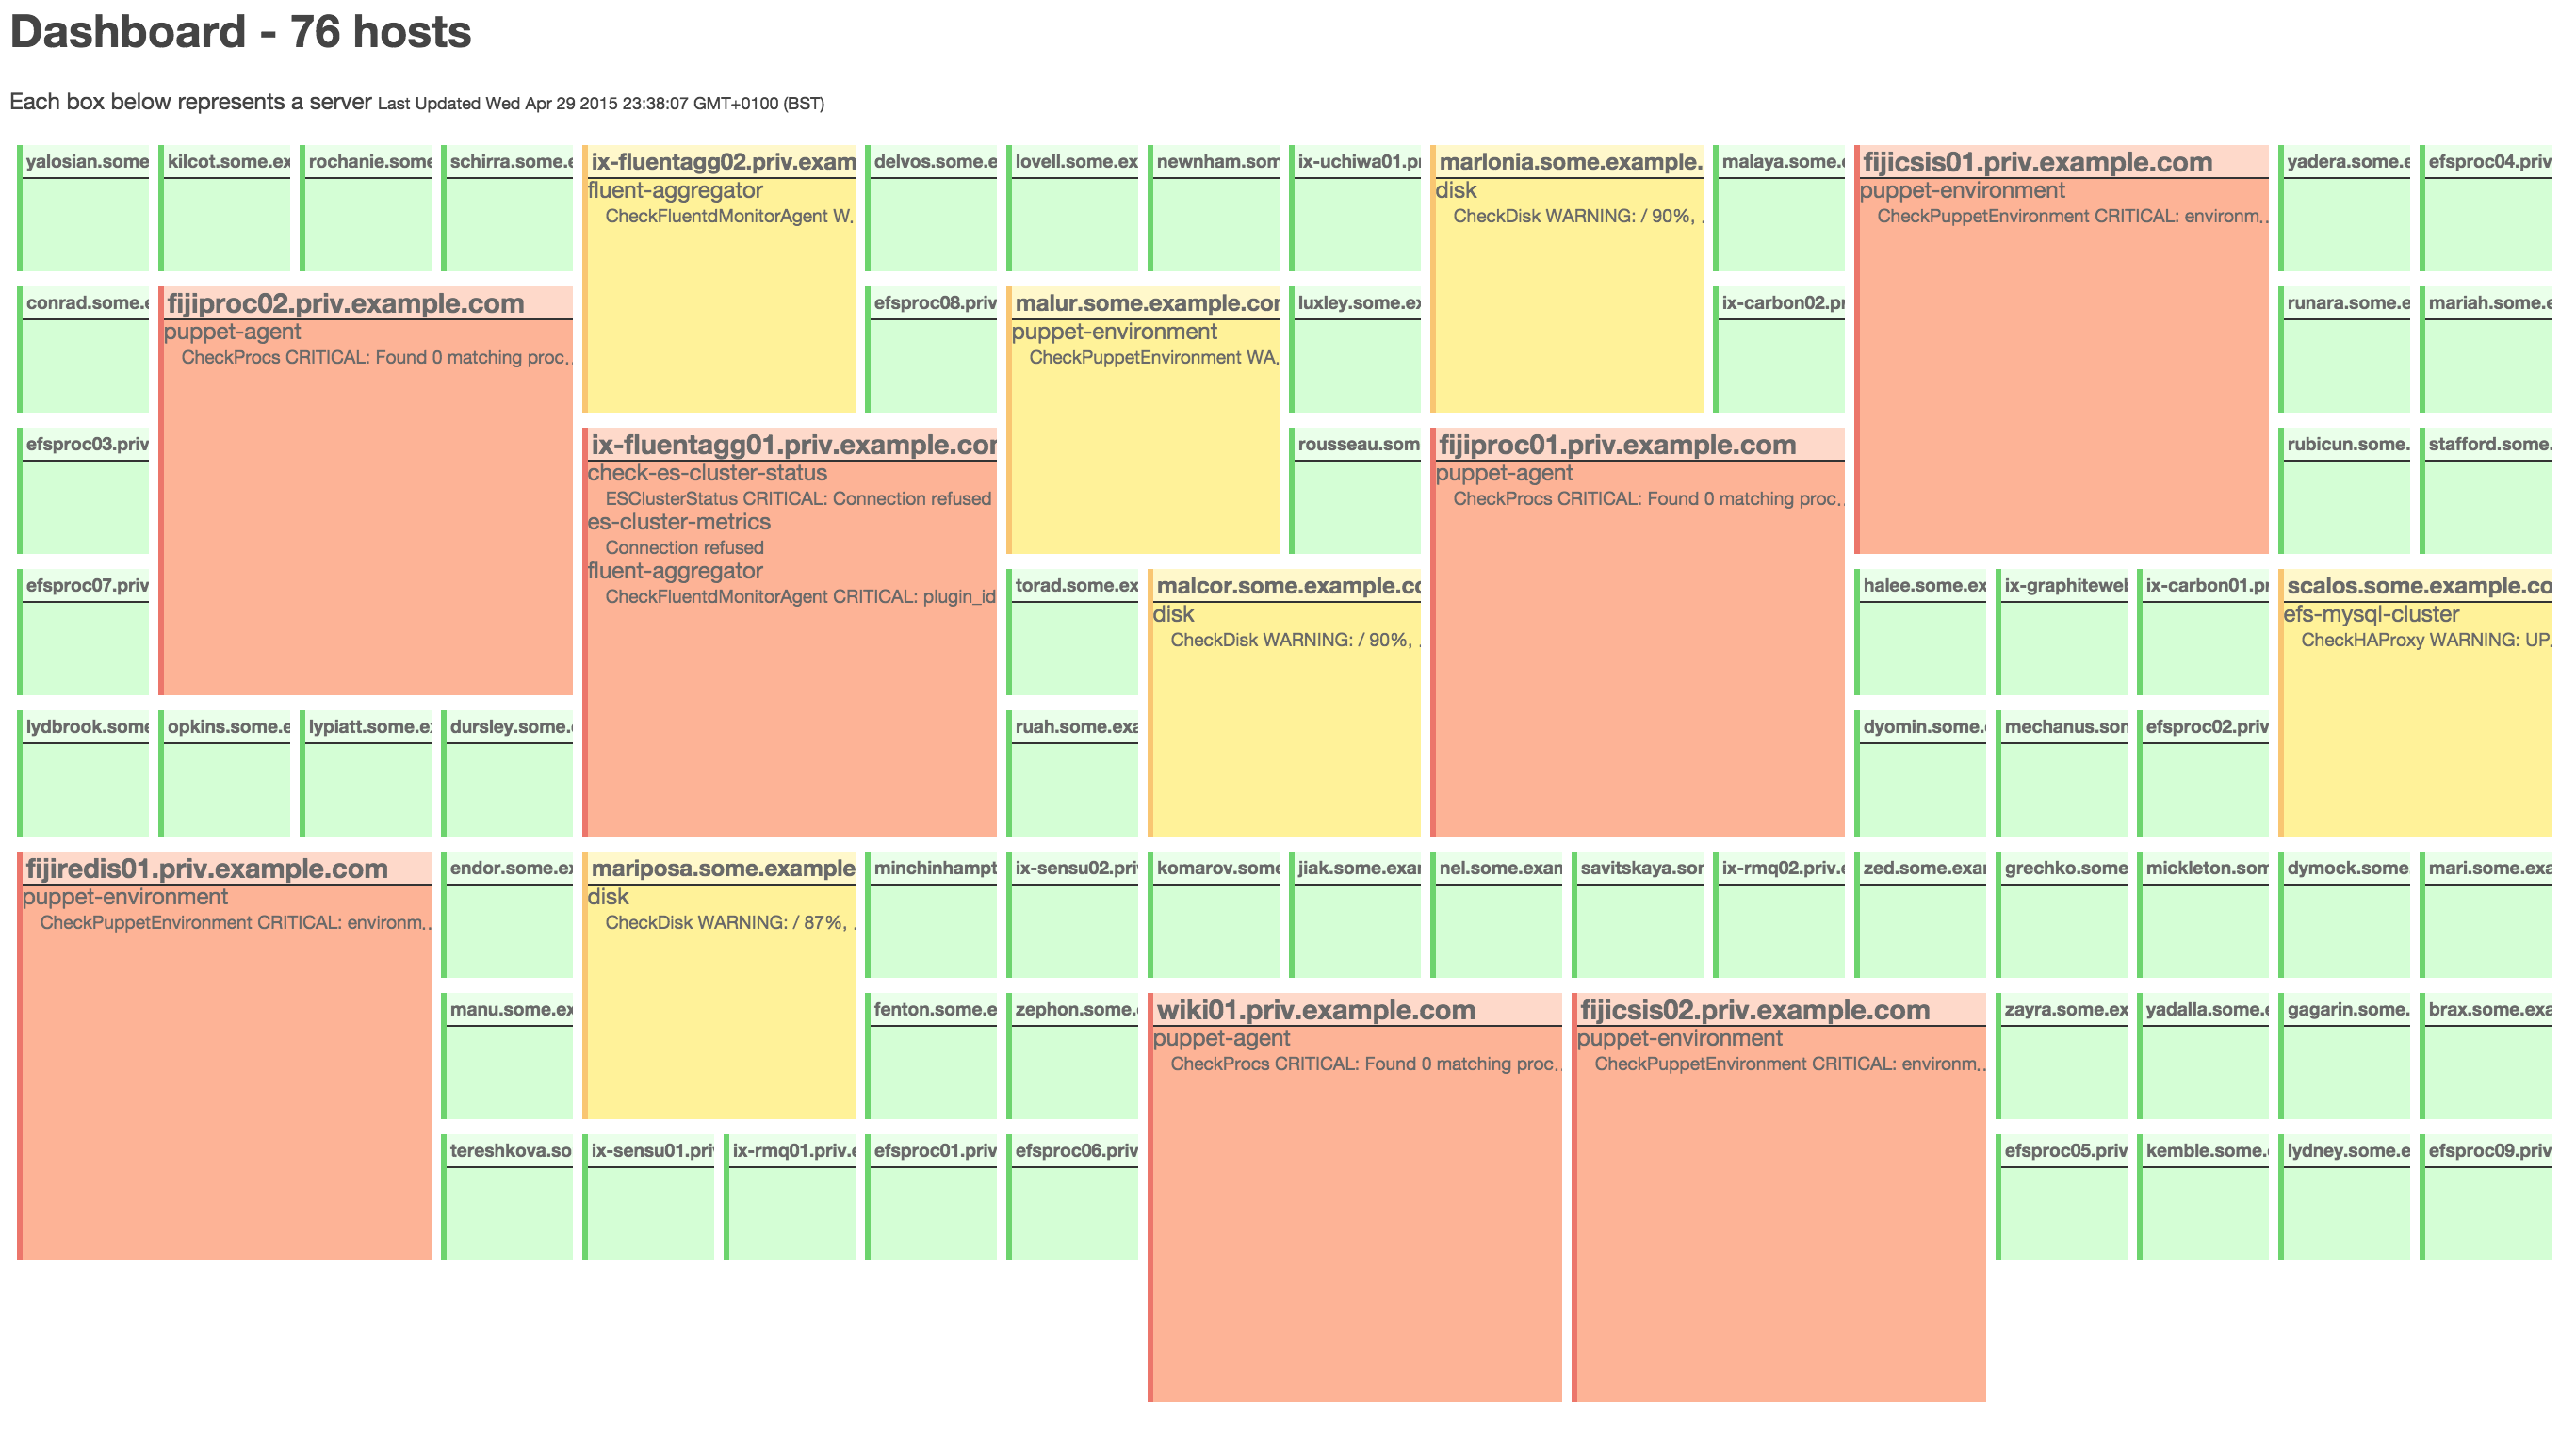 Dashboard - 76 hosts
Each box below represents a server Last Updated Wed Apr 29 2015 23:38:07 GMT+0100 (BST)
yalosian.some
kilcot.some.ex
rochanie.some
schirra.some.e
ix-fluentagg02.priv.exam
fluent-aggregator
CheckFluentdMonitorAgent W..
delvos.some.e
lovell.some.ex
newnham.som
ix-uchiwa01.pr
marlonia.some.example.
disk
CheckDisk WARNING: / 90%, ..
malaya.some.
fijicsis01.priv.example.com
puppet-environment
CheckPuppetEnvironment CRITICAL: environm...
yadera.some.e
efsproc04.priv
conrad.some.e
fijiproc02.priv.example.com
puppet-agent
CheckProcs CRITICAL: Found 0 matching proc...
efsproc08.priv
malur.some.example.com
puppet-environment
CheckPuppetEnvironment WA..
luxley.some.ex
ix-carbon02.pr
runara.some.e
mariah.some.e
efsproc03.priv
ix-fluentagg01.priv.example.com
check-es-cluster-status
ESClusterStatus CRITICAL: Connection refused
es-cluster-metrics
Connection refused
fluent-aggregator
CheckFluentdMonitorAgent CRITICAL: plugin_id
rousseau.som
fijiproc01.priv.example.com
puppet-agent
CheckProcs CRITICAL: Found 0 matching proc...
rubicun.some.
stafford.some.
efsproc07.priv
torad.some.ex
malcor.some.example.co
disk
CheckDisk WARNING: / 90%, ..
halee.some.ex
ix-graphiteweb
ix-carbon01.pr
scalos.some.example.co
efs-mysql-cluster
CheckHAProxy WARNING: UP..
lydbrook.some
opkins.some.e
lypiatt.some.e
dursley.some.
ruah.some.exa
dyomin.some.
mechanus.som
efsproc02.priv
fijiredis01.priv.example.com
puppet-environment
CheckPuppetEnvironment CRITICAL: environm...
endor.some.ex
mariposa.some.example
disk
CheckDisk WARNING: / 87%, ..
minchinhampt
ix-sensu02.priv
komarov.some
jiak.some.exam
nel.some.exam
savitskaya.som
ix-rmq02.priv.e
zed.some.exam
grechko.some
mickleton.som
dymock.some
mari.some.exa
manu.some.ex
fenton.some.e
zephon.some.
wiki01.priv.example.com
puppet-agent
CheckProcs CRITICAL: Found 0 matching proc...
fijicsis02.priv.example.com
puppet-environment
CheckPuppetEnvironment CRITICAL: environm...
zayra.some.ex
yadalla.some.e
gagarin.some.
brax.some.exa
tereshkova.so
ix-sensu01.priv
ix-rmq01.priv.e
efsproc01.priv
efsproc06.priv
efsproc05.priv
kemble.some.
lydney.some.e
efsproc09.priv